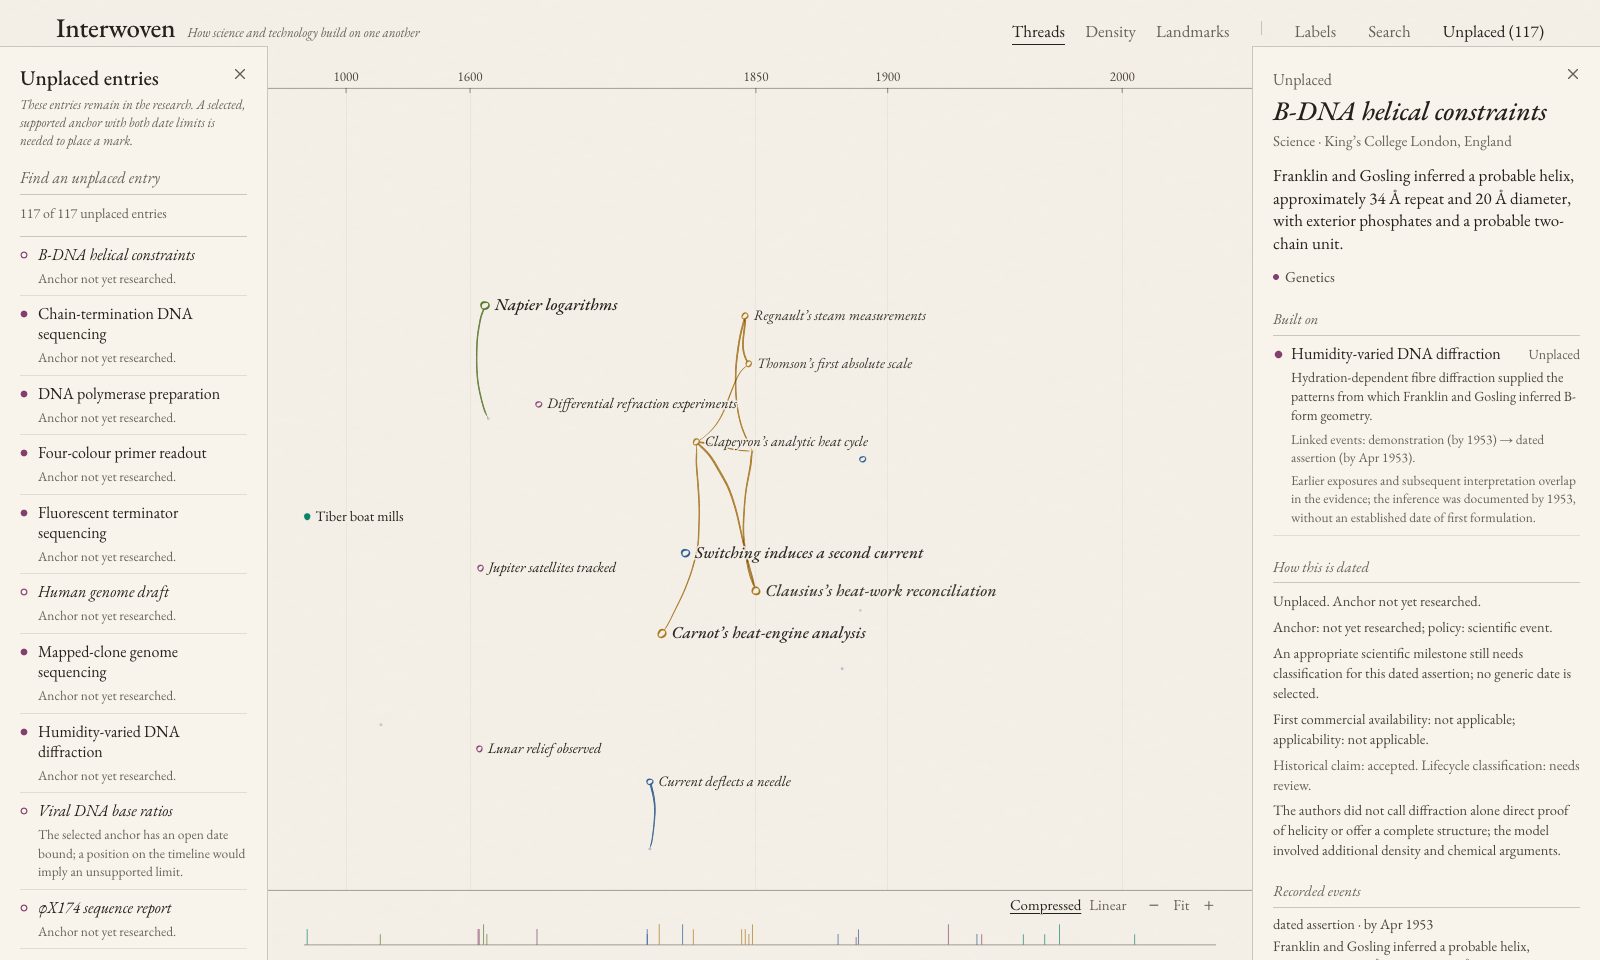 Interwoven How science and technology build on one another
Threads Density Landmarks Labels Search Unplaced (117)
Unplaced entries ×
These entries remain in the research. A selected,
supported anchor with both date limits is
needed to place a mark.
Find an unplaced entry
117 of 117 unplaced entries
B-DNA helical constraints
Anchor not yet researched.
Chain-termination DNA
sequencing
Anchor not yet researched.
DNA polymerase preparation
Anchor not yet researched.
Four-colour primer readout
Anchor not yet researched.
Fluorescent terminator
sequencing
Anchor not yet researched.
Human genome draft
Anchor not yet researched.
Mapped-clone genome
sequencing
Anchor not yet researched.
Humidity-varied DNA
diffraction
Anchor not yet researched.
Viral DNA base ratios
The selected anchor has an open date
bound; a position on the timeline would
imply an unsupported limit.
φX174 sequence report
Anchor not yet researched.
1000 1600 1850 1900 2000
Napier logarithms
Regnault’s steam measurements
Thomson’s first absolute scale
Differential refraction experiments
Clapeyron’s analytic heat cycle
Tiber boat mills
Switching induces a second current
Jupiter satellites tracked
Clausius’s heat-work reconciliation
Carnot’s heat-engine analysis
Lunar relief observed
Current deflects a needle
Compressed Linear − Fit +
Unplaced ×
B-DNA helical constraints
Science · King’s College London, England
Franklin and Gosling inferred a probable helix,
approximately 34 Å repeat and 20 Å diameter,
with exterior phosphates and a probable two-
chain unit.
Genetics
Built on
Humidity-varied DNA diffraction Unplaced
Hydration-dependent fibre diffraction supplied the
patterns from which Franklin and Gosling inferred B-
form geometry.
Linked events: demonstration (by 1953) → dated
assertion (by Apr 1953).
Earlier exposures and subsequent interpretation overlap
in the evidence; the inference was documented by 1953,
without an established date of first formulation.
How this is dated
Unplaced. Anchor not yet researched.
Anchor: not yet researched; policy: scientific event.
An appropriate scientific milestone still needs
classification for this dated assertion; no generic date is
selected.
First commercial availability: not applicable;
applicability: not applicable.
Historical claim: accepted. Lifecycle classification: needs
review.
The authors did not call diffraction alone direct proof
of helicity or offer a complete structure; the model
involved additional density and chemical arguments.
Recorded events
dated assertion · by Apr 1953
Franklin and Gosling inferred a probable helix,